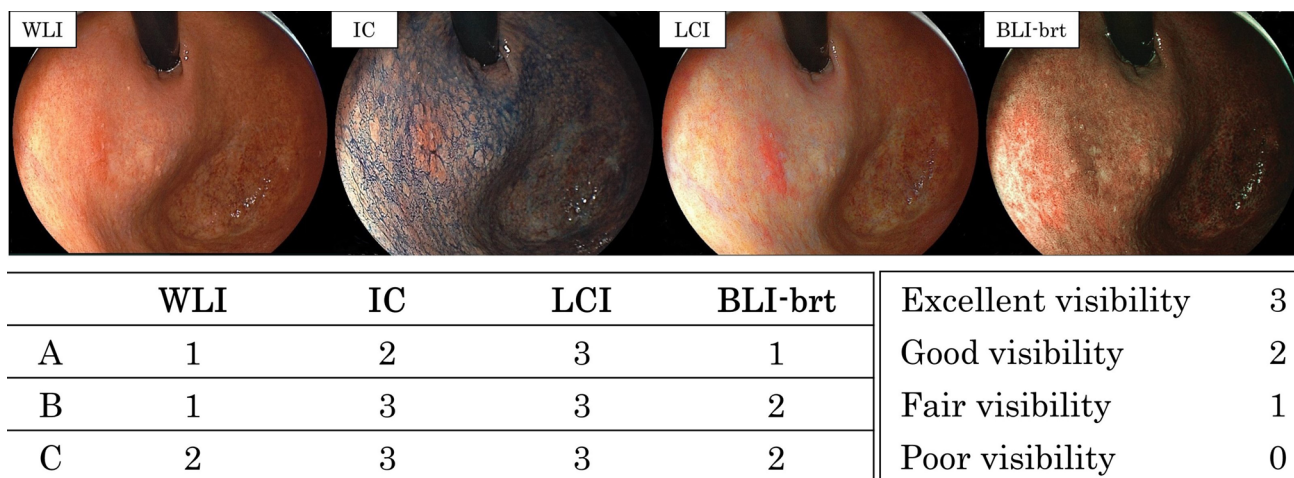 WLI IC LCI BLI-brt
WLI IC LCI BLI-brt
A 1 2 3 1
B 1 3 3 2
C 2 3 3 2
Excellent visibility 3
Good visibility 2
Fair visibility 1
Poor visibility 0